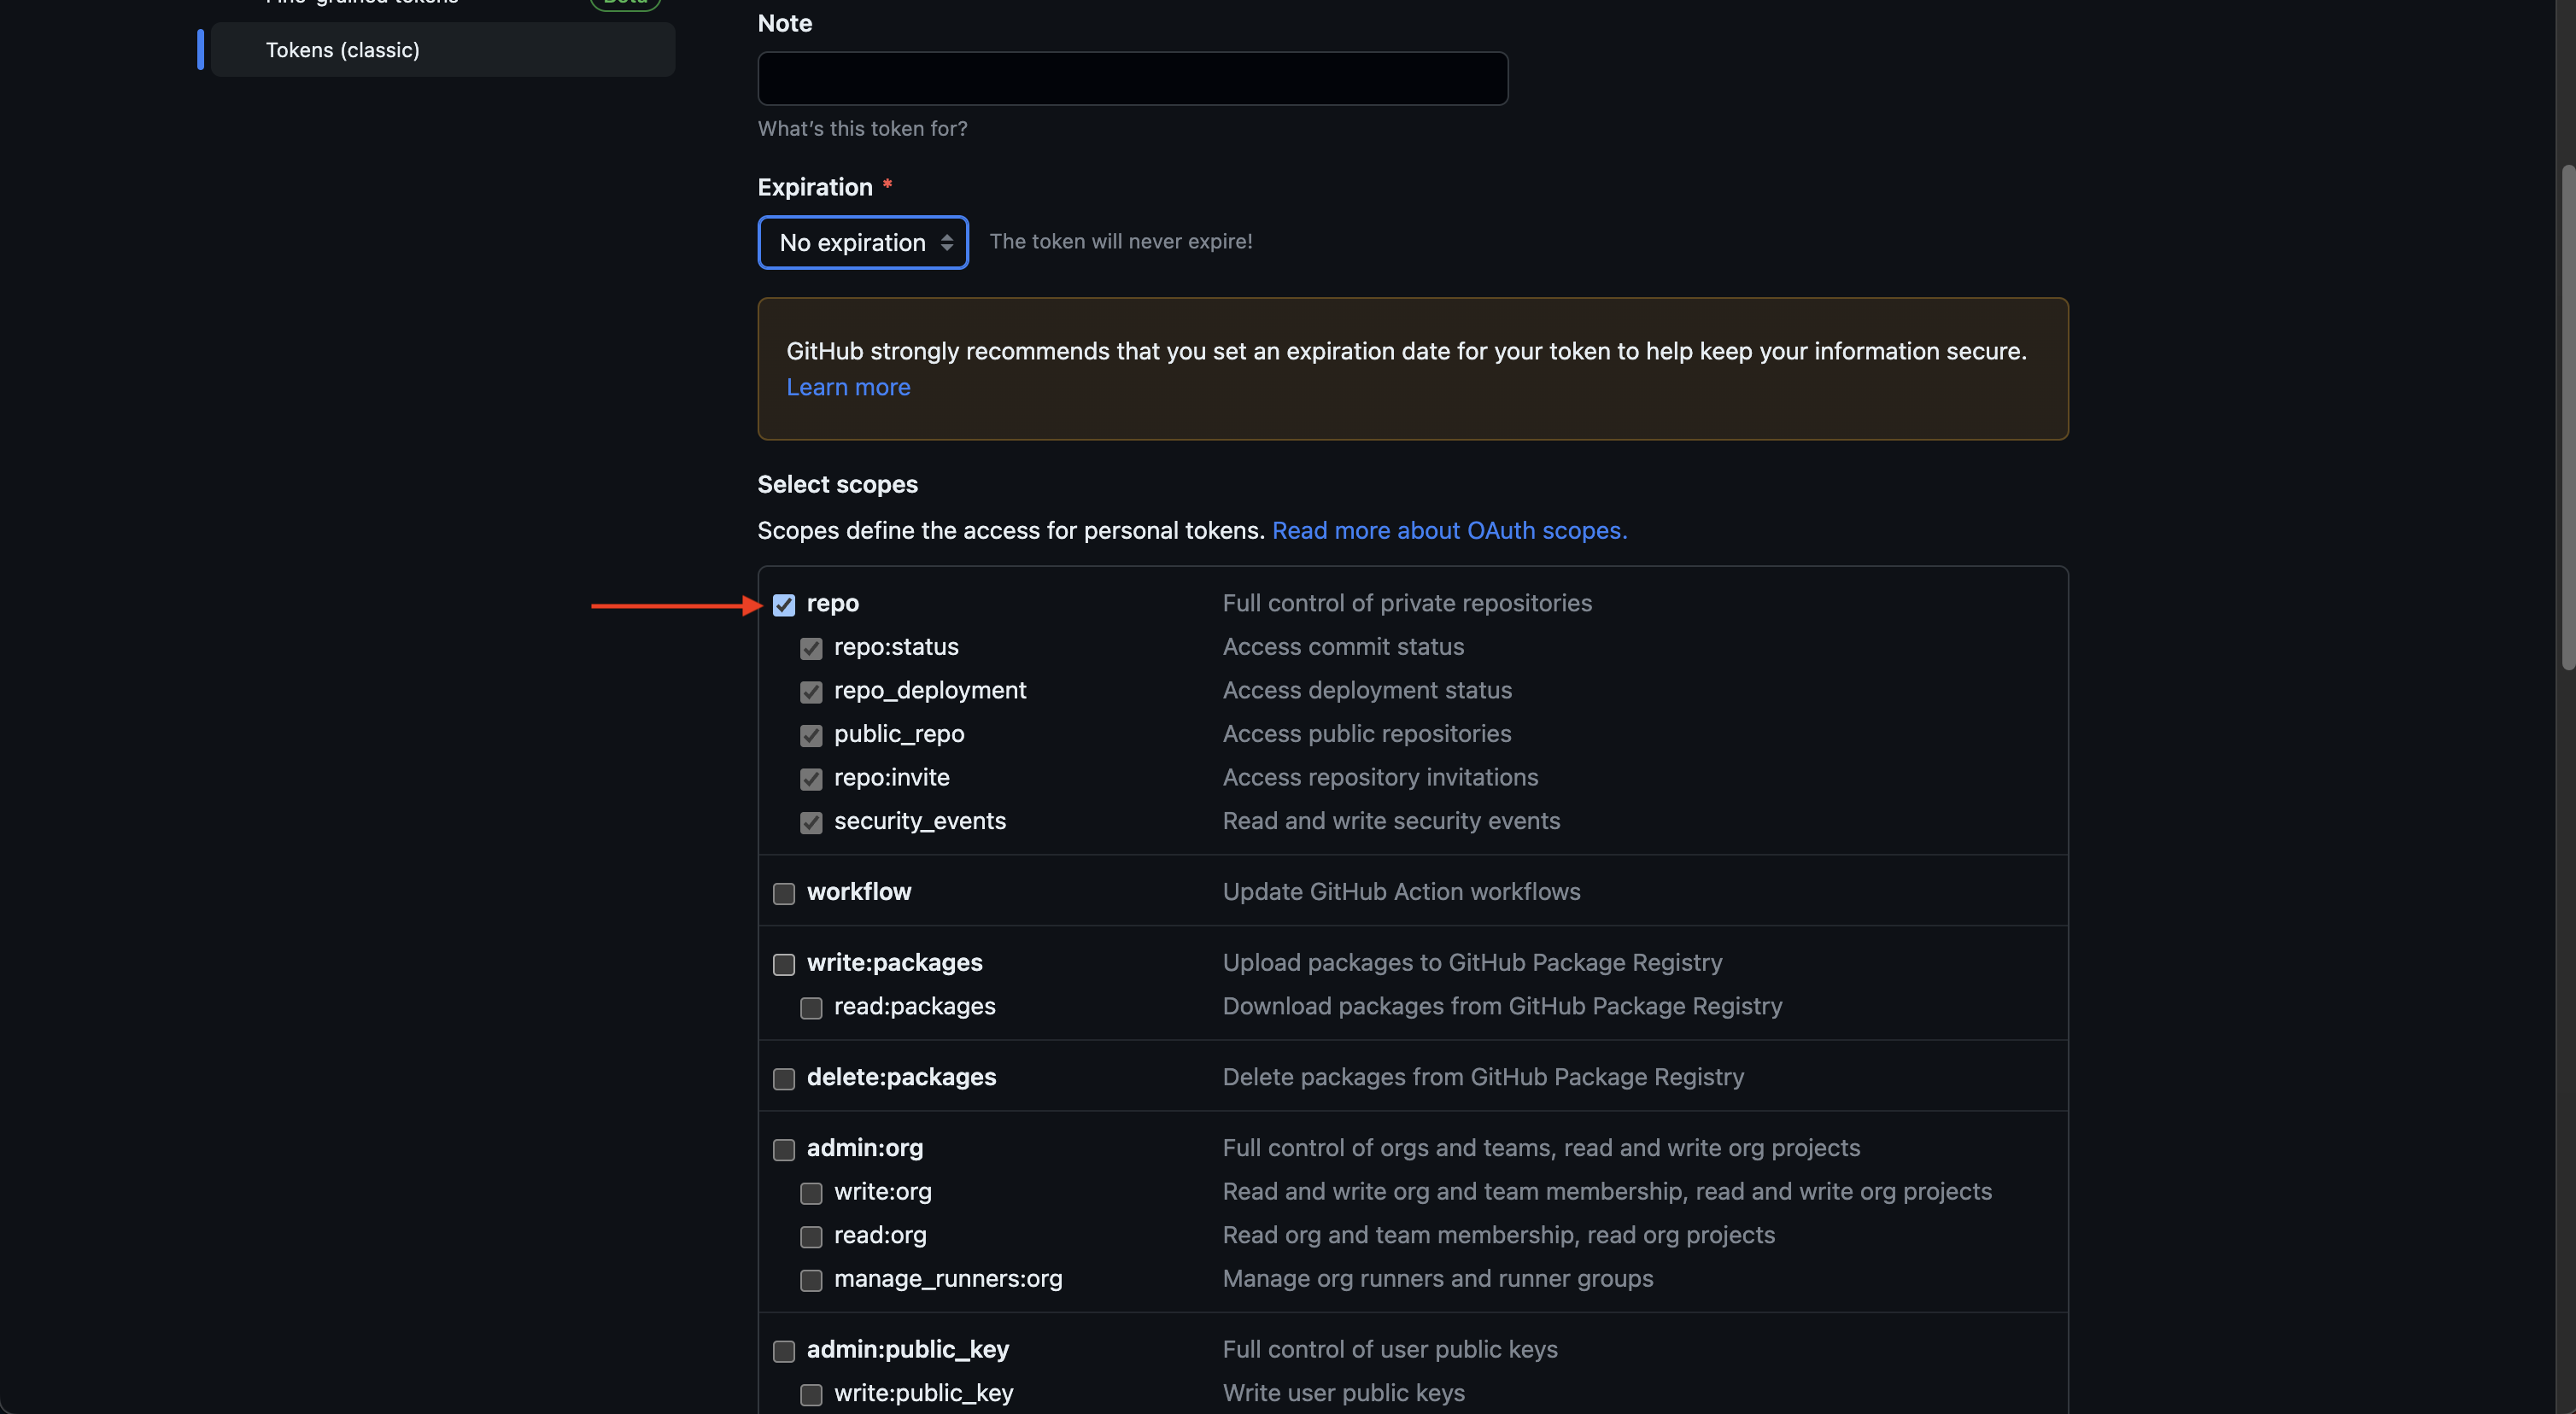 Fine-grained tokens Beta
Tokens (classic)
Note
What's this token for?
Expiration *
No expiration The token will never expire!
GitHub strongly recommends that you set an expiration date for your token to help keep your information secure.
Learn more
Select scopes
Scopes define the access for personal tokens. Read more about OAuth scopes.
repo Full control of private repositories
repo:status Access commit status
repo_deployment Access deployment status
public_repo Access public repositories
repo:invite Access repository invitations
security_events Read and write security events
workflow Update GitHub Action workflows
write:packages Upload packages to GitHub Package Registry
read:packages Download packages from GitHub Package Registry
delete:packages Delete packages from GitHub Package Registry
admin:org Full control of orgs and teams, read and write org projects
write:org Read and write org and team membership, read and write org projects
read:org Read org and team membership, read org projects
manage_runners:org Manage org runners and runner groups
admin:public_key Full control of user public keys
write:public_key Write user public keys